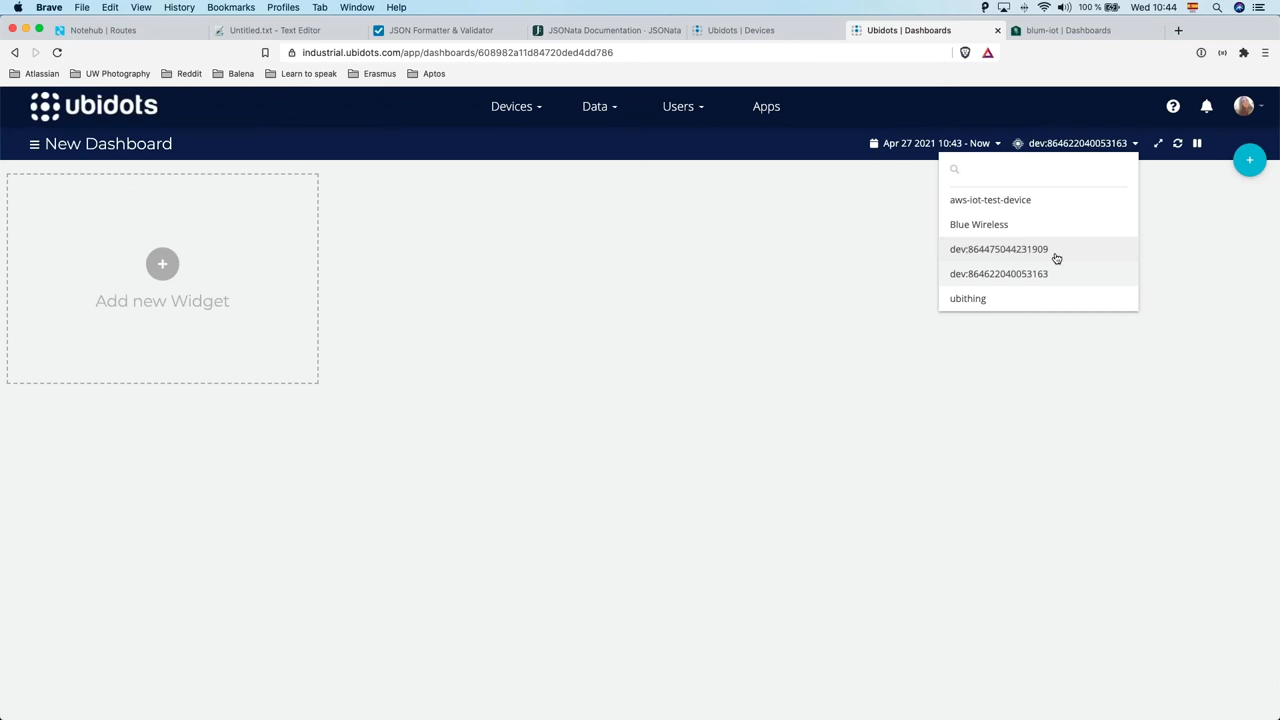 Brave File Edit View History Bookmarks Profiles Tab Window Help 100 % Wed 10:44
Notehub | Routes Untitled.txt - Text Editor JSON Formatter & Validator JSONata Documentation · JSONata Ubidots | Devices Ubidots | Dashboards blum-iot | Dashboards
industrial.ubidots.com/app/dashboards/608982a11d84720ded4dd786
Atlassian UW Photography Reddit Balena Learn to speak Erasmus Aptos
ubidots Devices Data Users Apps
New Dashboard Apr 27 2021 10:43 - Now dev:864622040053163
aws-iot-test-device
Blue Wireless
dev:864475044231909
dev:864622040053163
ubithing
Add new Widget